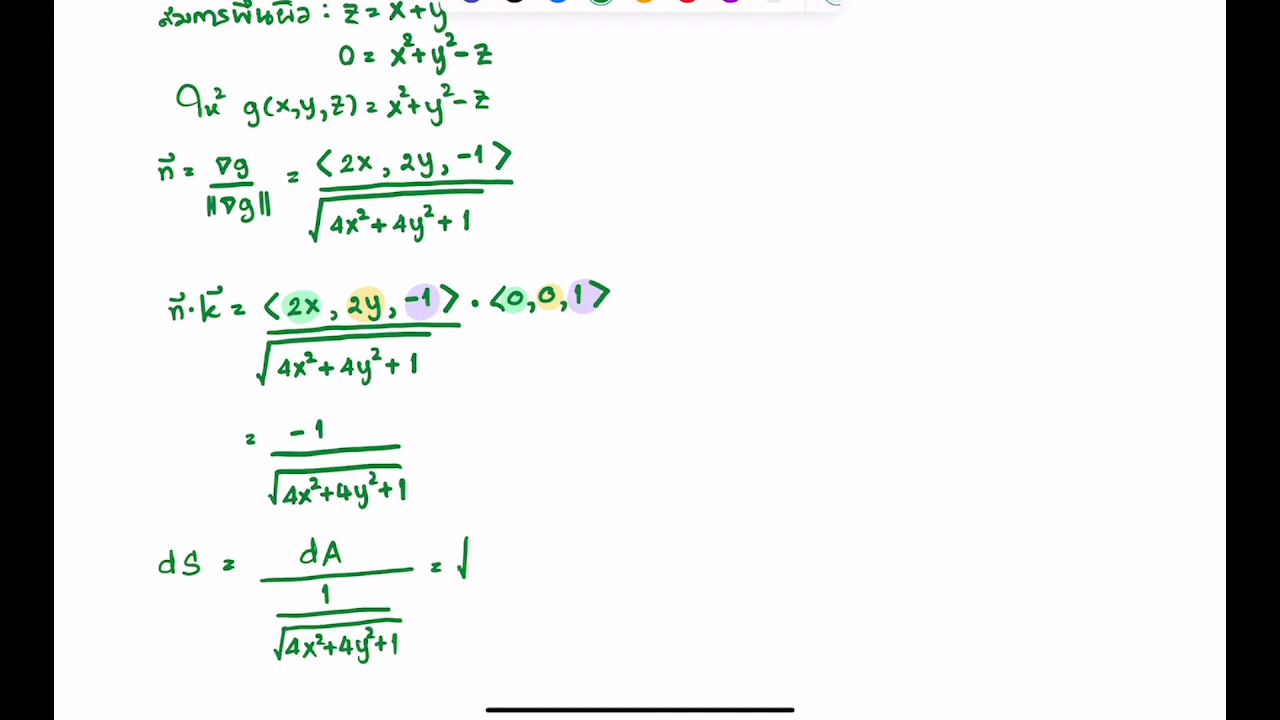 สมการพื้นผิว : z = x + y
0 = x² + y² - z
จะได้ g(x,y,z) = x² + y² - z
n⃗ = ∇g / ‖∇g‖ = <2x, 2y, -1> / √(4x² + 4y² + 1)
n⃗·k⃗ = <2x, 2y, -1> / √(4x² + 4y² + 1) · <0,0,1>
= -1 / √(4x² + 4y² + 1)
dS = dA / (1 / √(4x² + 4y² + 1)) = √